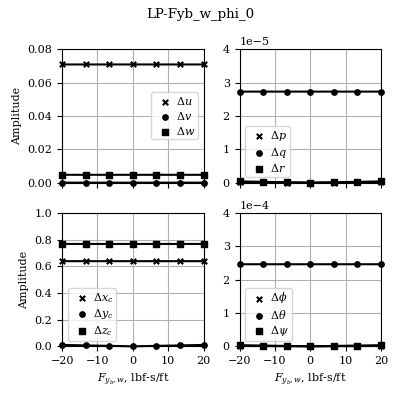 LP-Fyb_w_phi_0
1e−5
0.08
0.06
0.04
0.02
0.00
Amplitude
Δu
Δv
Δw
4
3
2
1
0
Δp
Δq
Δr
1e−4
1.0
0.8
0.6
0.4
0.2
0.0
Amplitude
Δx_c
Δy_c
Δz_c
−20 −10 0 10 20
F_{y_b,w}, lbf-s/ft
4
3
2
1
0
Δϕ
Δθ
Δψ
−20 −10 0 10 20
F_{y_b,w}, lbf-s/ft